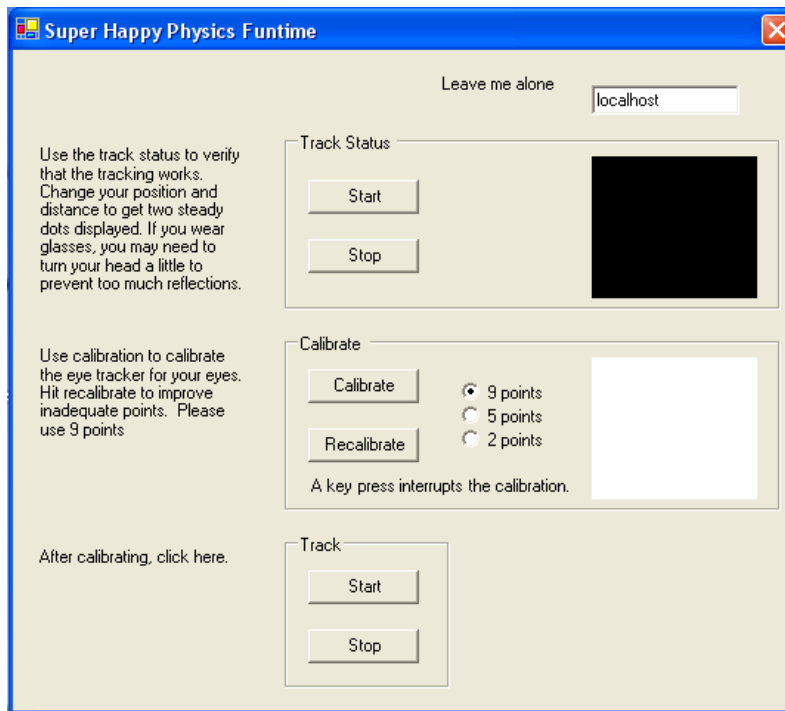 Super Happy Physics Funtime
Leave me alone
localhost
Use the track status to verify
that the tracking works.
Change your position and
distance to get two steady
dots displayed. If you wear
glasses, you may need to
turn your head a little to
prevent too much reflections.
Track Status
Start
Stop
Use calibration to calibrate
the eye tracker for your eyes.
Hit recalibrate to improve
inadequate points.  Please
use 9 points
Calibrate
Calibrate
9 points
5 points
2 points
Recalibrate
A key press interrupts the calibration.
After calibrating, click here.
Track
Start
Stop